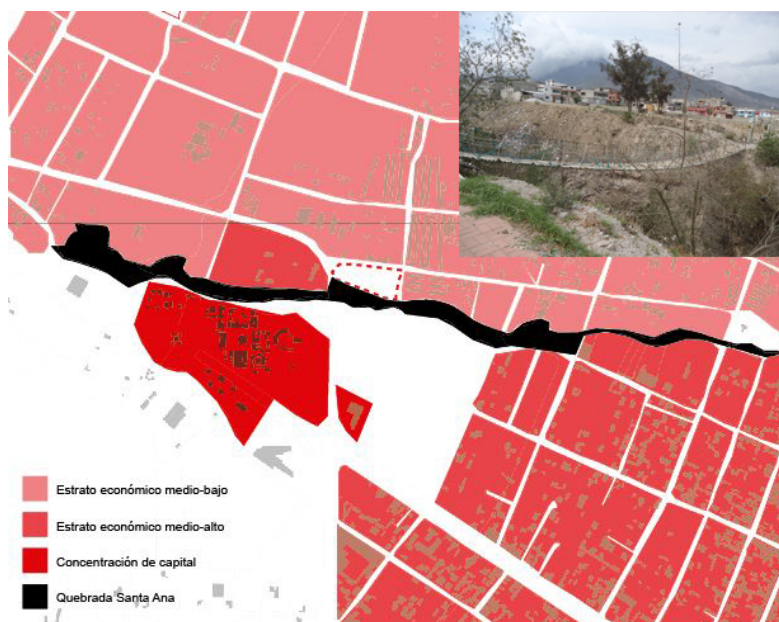 Estrato económico medio-bajo
Estrato económico medio-alto
Concentración de capital
Quebrada Santa Ana